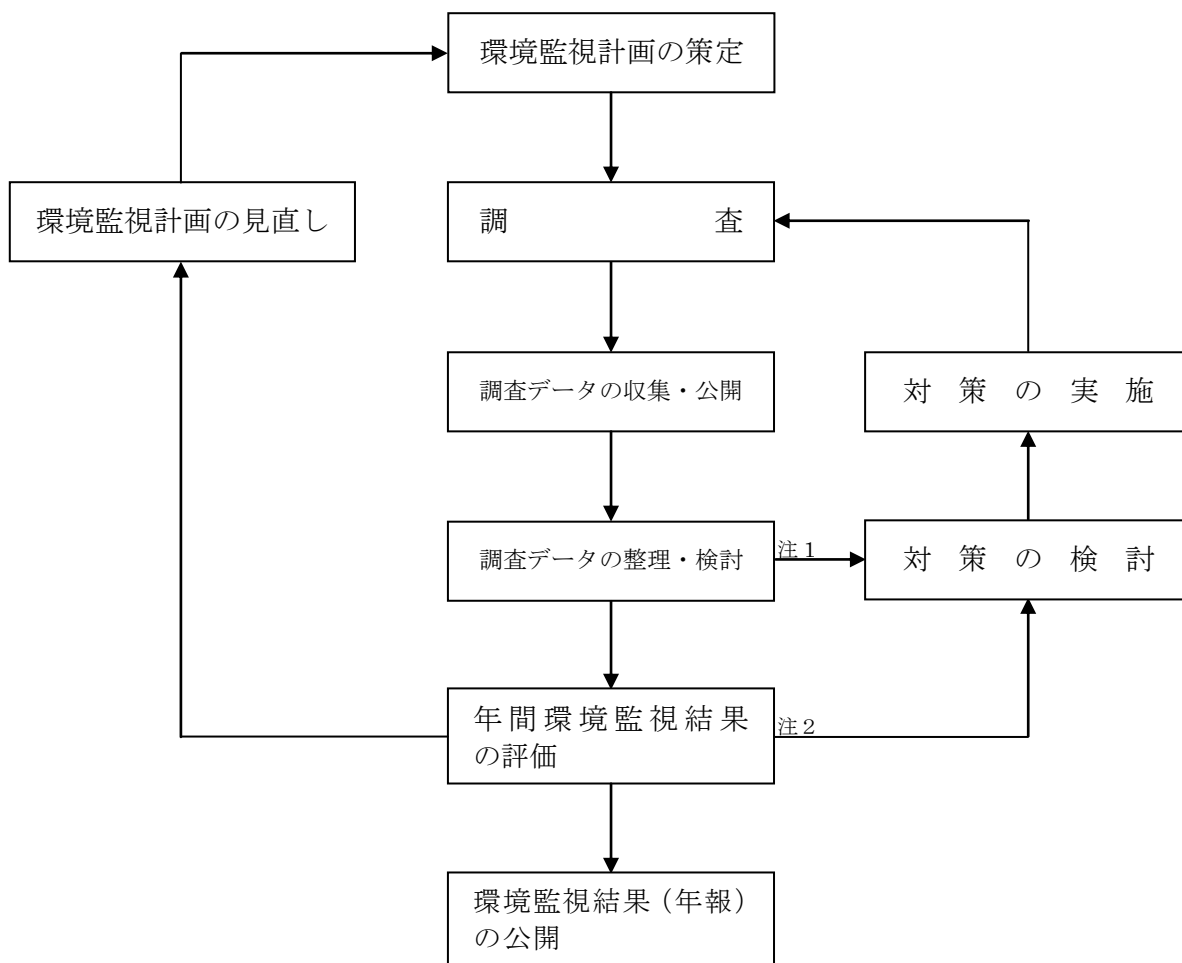 環境監視計画の策定
環境監視計画の見直し
調査
調査データの収集・公開
対策の実施
調査データの整理・検討
注１
対策の検討
年間環境監視結果
の評価
注２
環境監視結果（年報）
の公開